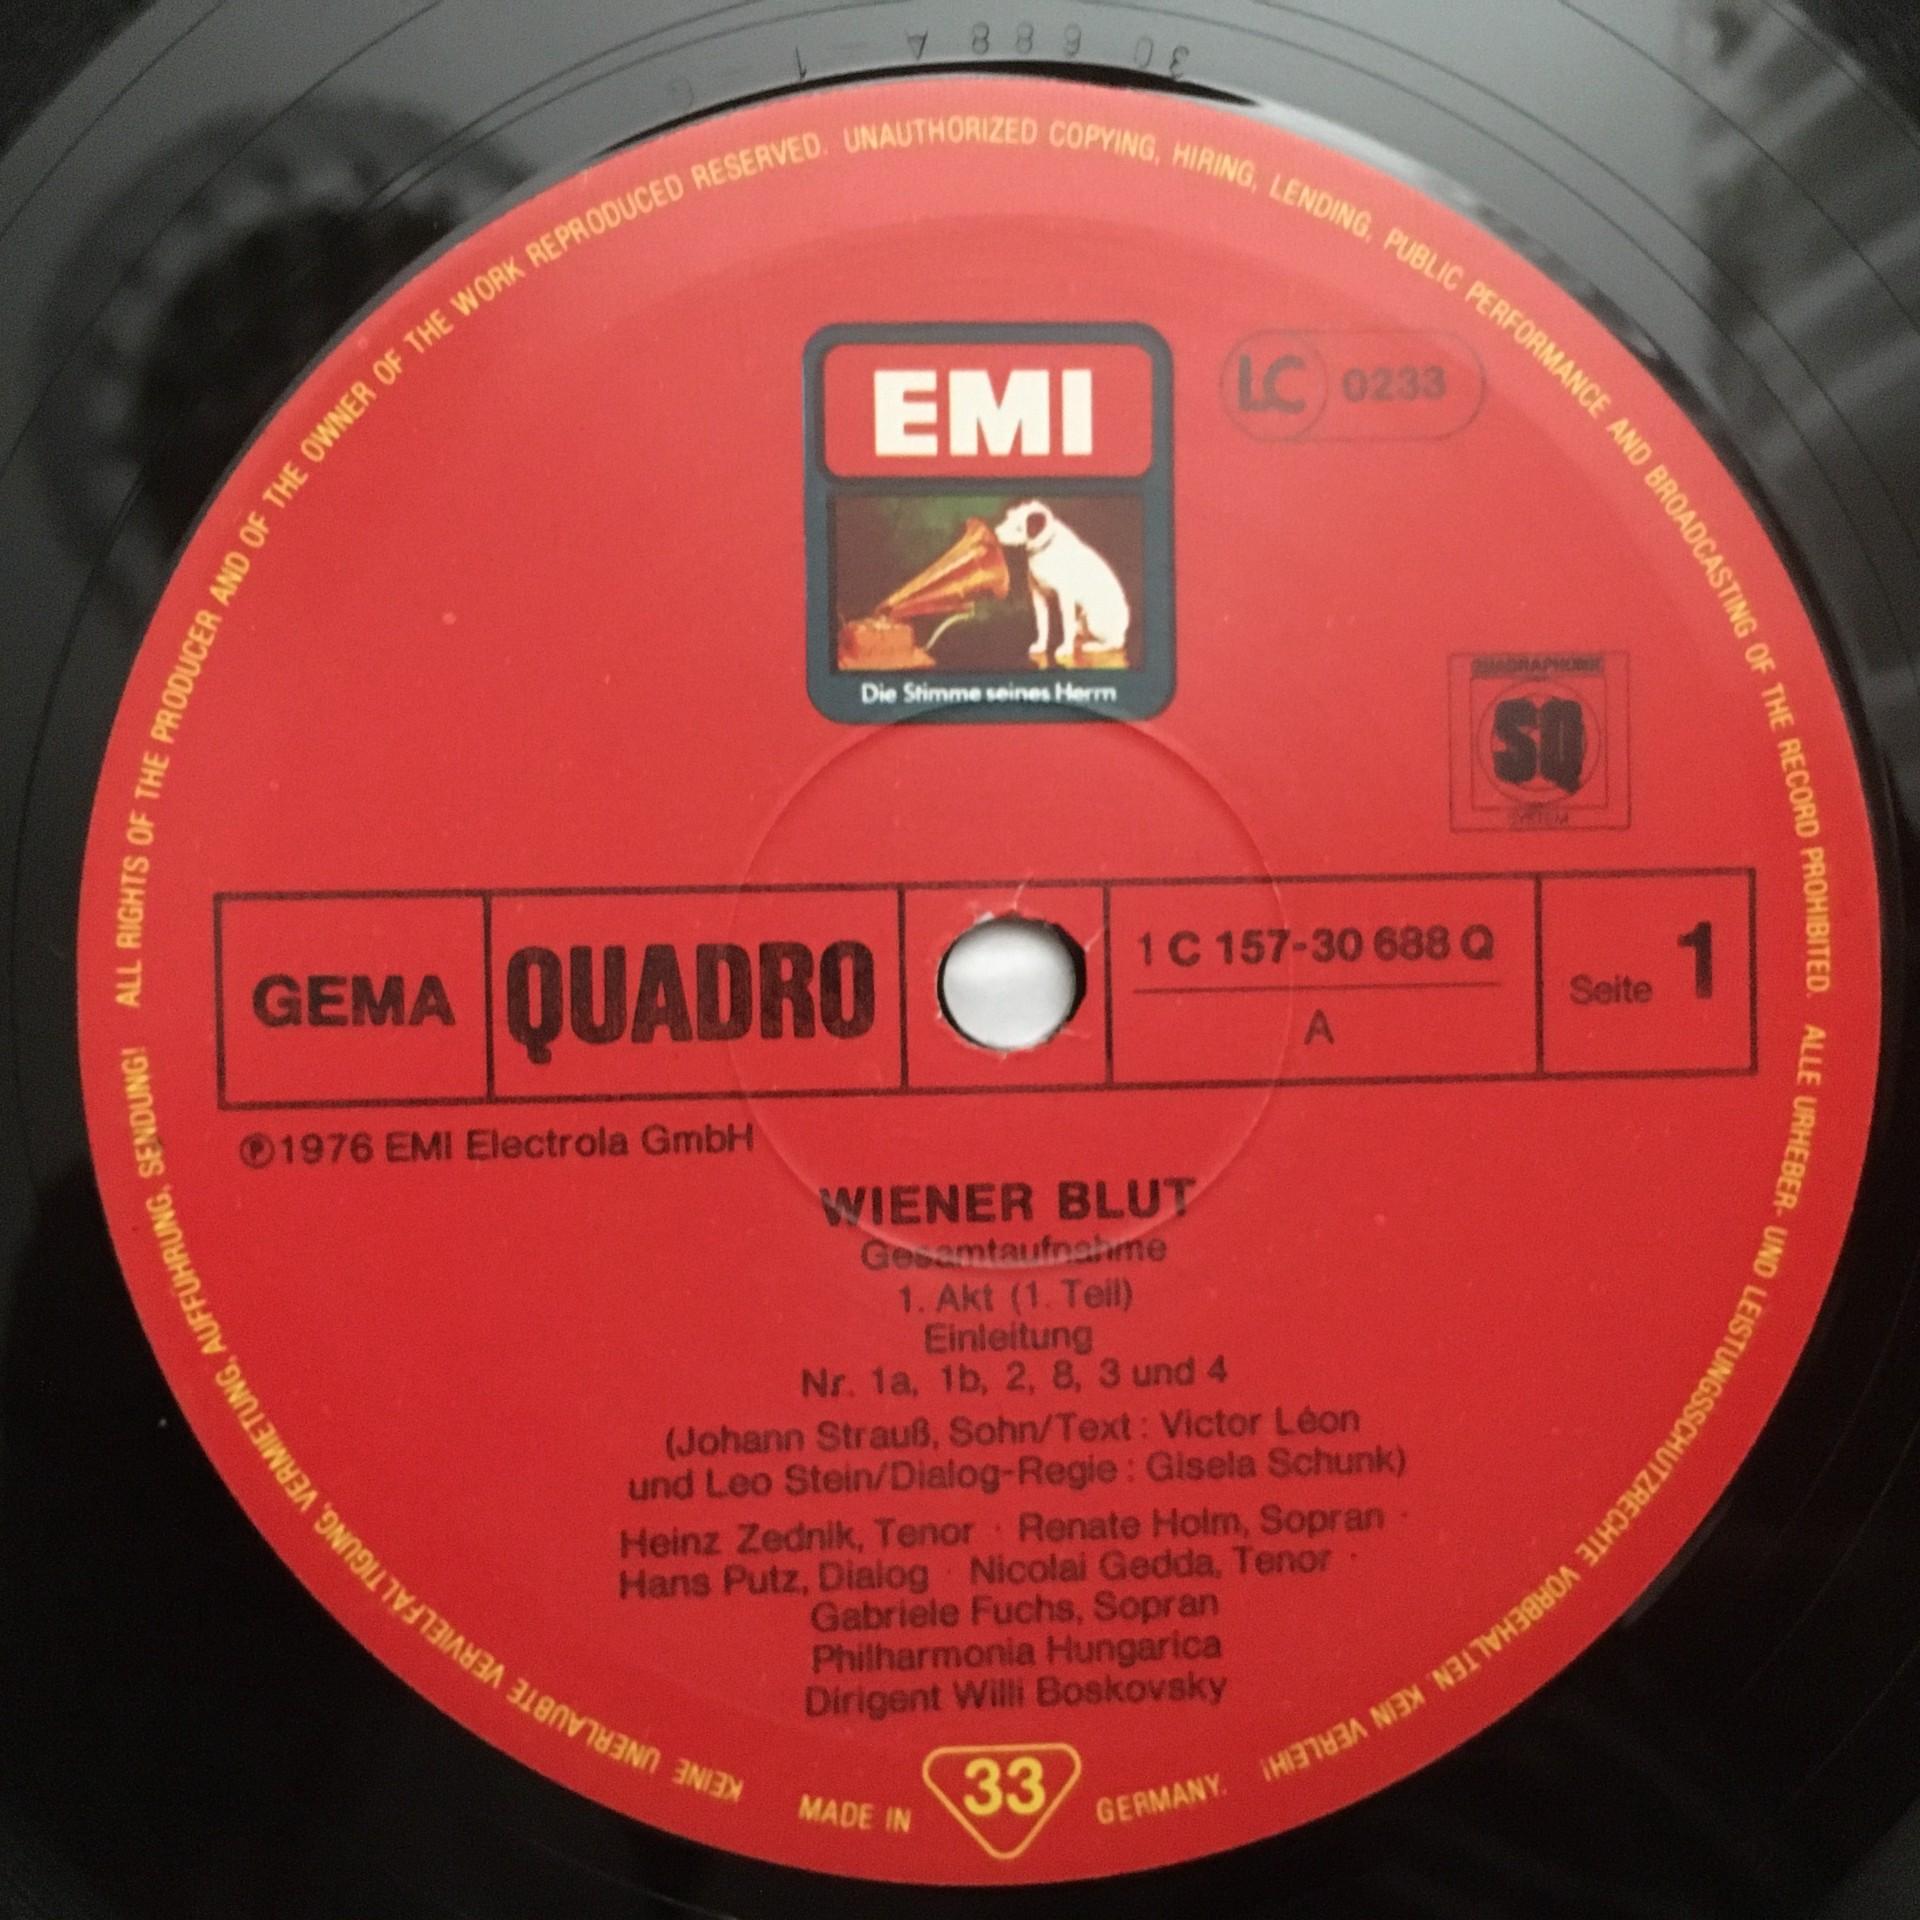 30 688 A - 1 - G
ALL RIGHTS OF THE PRODUCER AND OF THE OWNER OF THE WORK REPRODUCED RESERVED. UNAUTHORIZED COPYING, HIRING, LENDING, PUBLIC PERFORMANCE AND BROADCASTING OF THE RECORD PROHIBITED.
ALLE URHEBER- UND LEISTUNGSSCHUTZRECHTE VORBEHALTEN. KEIN VERLEIH! KEINE UNERLAUBTE VERVIELFÄLTIGUNG, VERMIETUNG, AUFFÜHRUNG, SENDUNG!
EMI
LC 0233
Die Stimme seines Herrn
QUADRAPHONIC
SQ
SYSTEM
GEMA
QUADRO
1 C 157-30 688 Q
A
Seite 1
℗1976 EMI Electrola GmbH
WIENER BLUT
Gesamtaufnahme
1. Akt (1. Teil)
Einleitung
Nr. 1a, 1b, 2, 8, 3 und 4
(Johann Strauß, Sohn/Text: Victor Léon
und Leo Stein/Dialog-Regie: Gisela Schunk)
Heinz Zednik, Tenor · Renate Holm, Sopran ·
Hans Putz, Dialog · Nicolai Gedda, Tenor ·
Gabriele Fuchs, Sopran
Philharmonia Hungarica
Dirigent Willi Boskovsky
MADE IN 33 GERMANY.